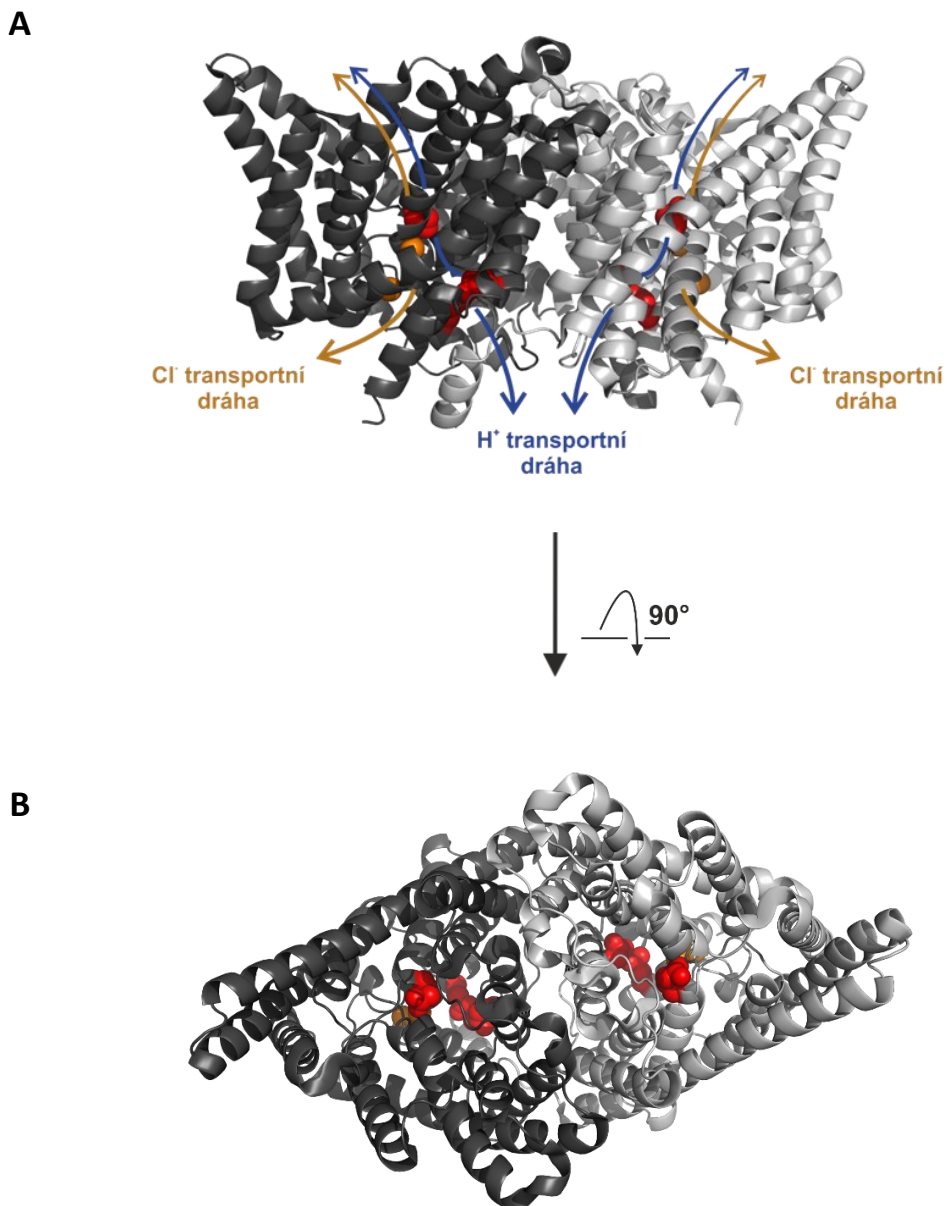 A
Cl⁻ transportní
dráha
Cl⁻ transportní
dráha
H⁺ transportní
dráha
90°
B